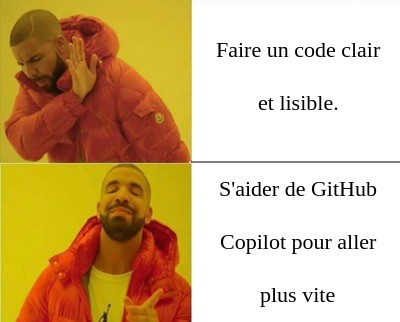 Faire un code clair
et lisible.
S'aider de GitHub
Copilot pour aller
plus vite